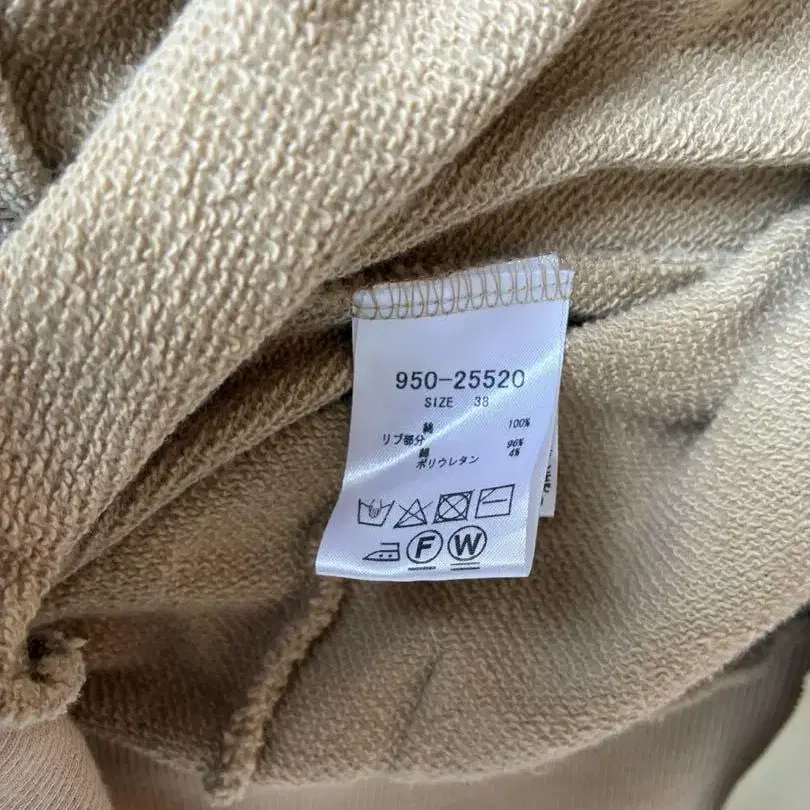 950-25520
SIZE 38
綿 100%
リブ部分
綿 96%
ポリウレタン 4%
F W